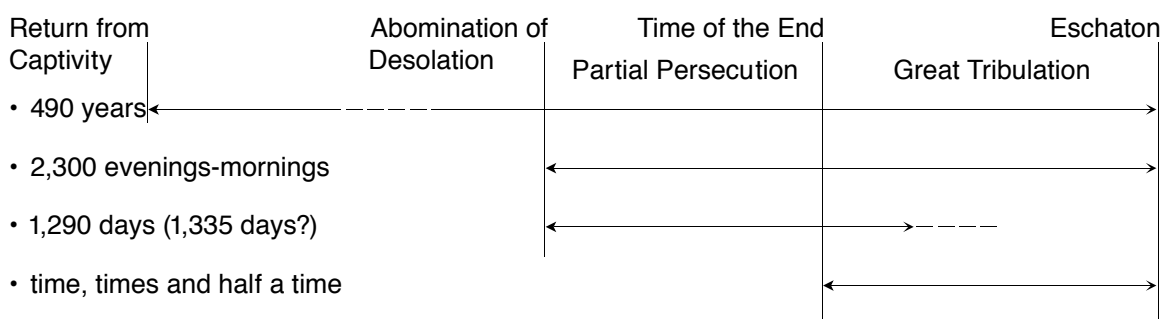 Return from Abomination of Time of the End Eschaton
Captivity Desolation Partial Persecution Great Tribulation
• 490 years
• 2,300 evenings-mornings
• 1,290 days (1,335 days?)
• time, times and half a time